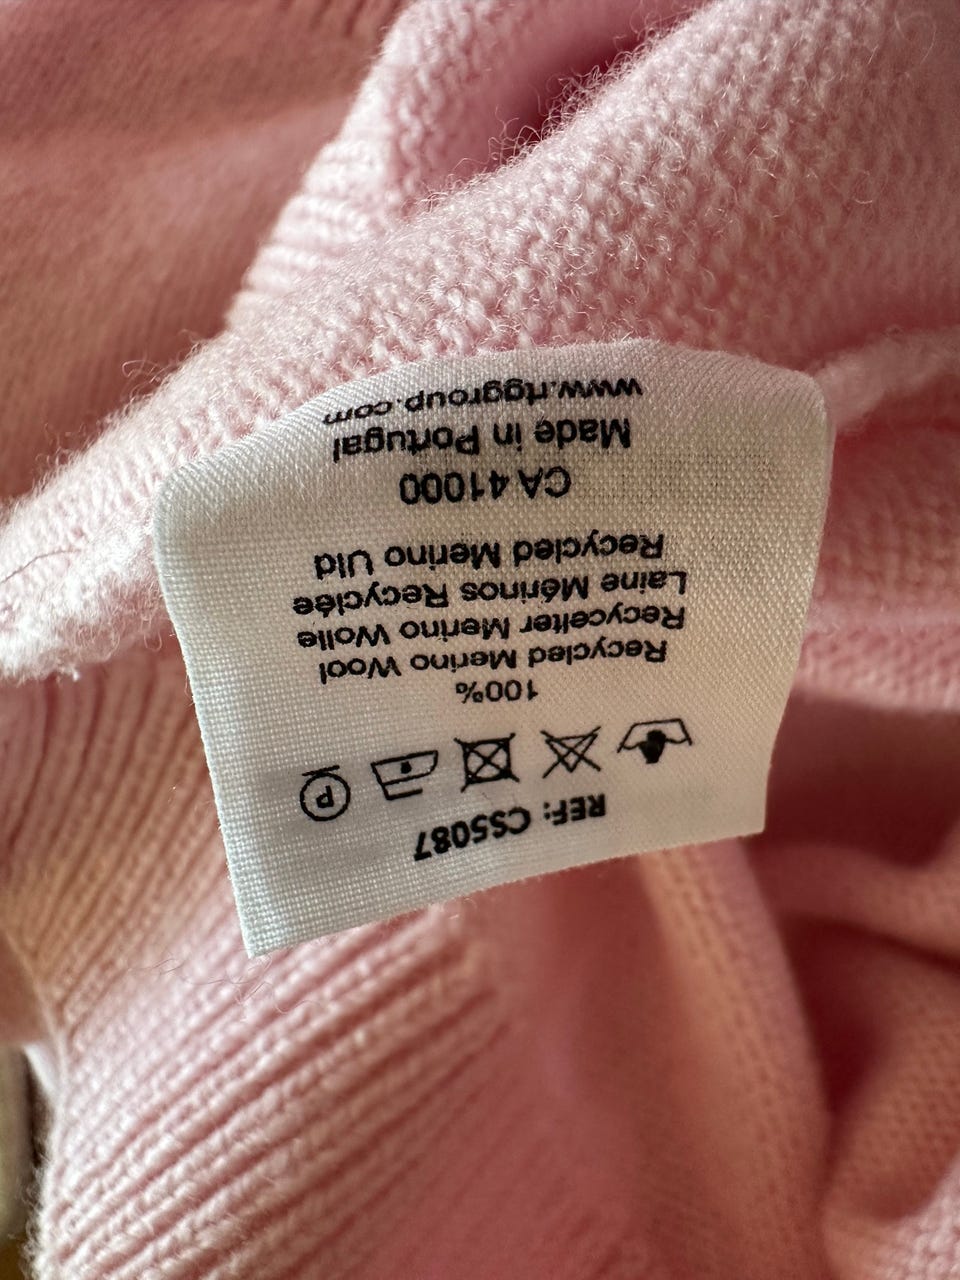 REF: CS5087
P
100%
Recycled Merino Wool
Recycelter Merino Wolle
Laine Mérinos Recyclée
Recycled Merino Uld
CA 41000
Made in Portugal
www.rtggroup.com